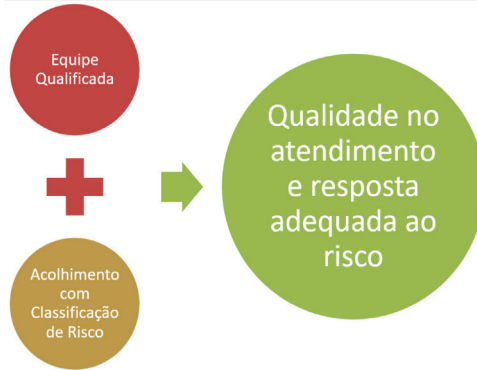 Equipe
Qualificada
Acolhimento
com
Classificação
de Risco
Qualidade no
atendimento
e resposta
adequada ao
risco